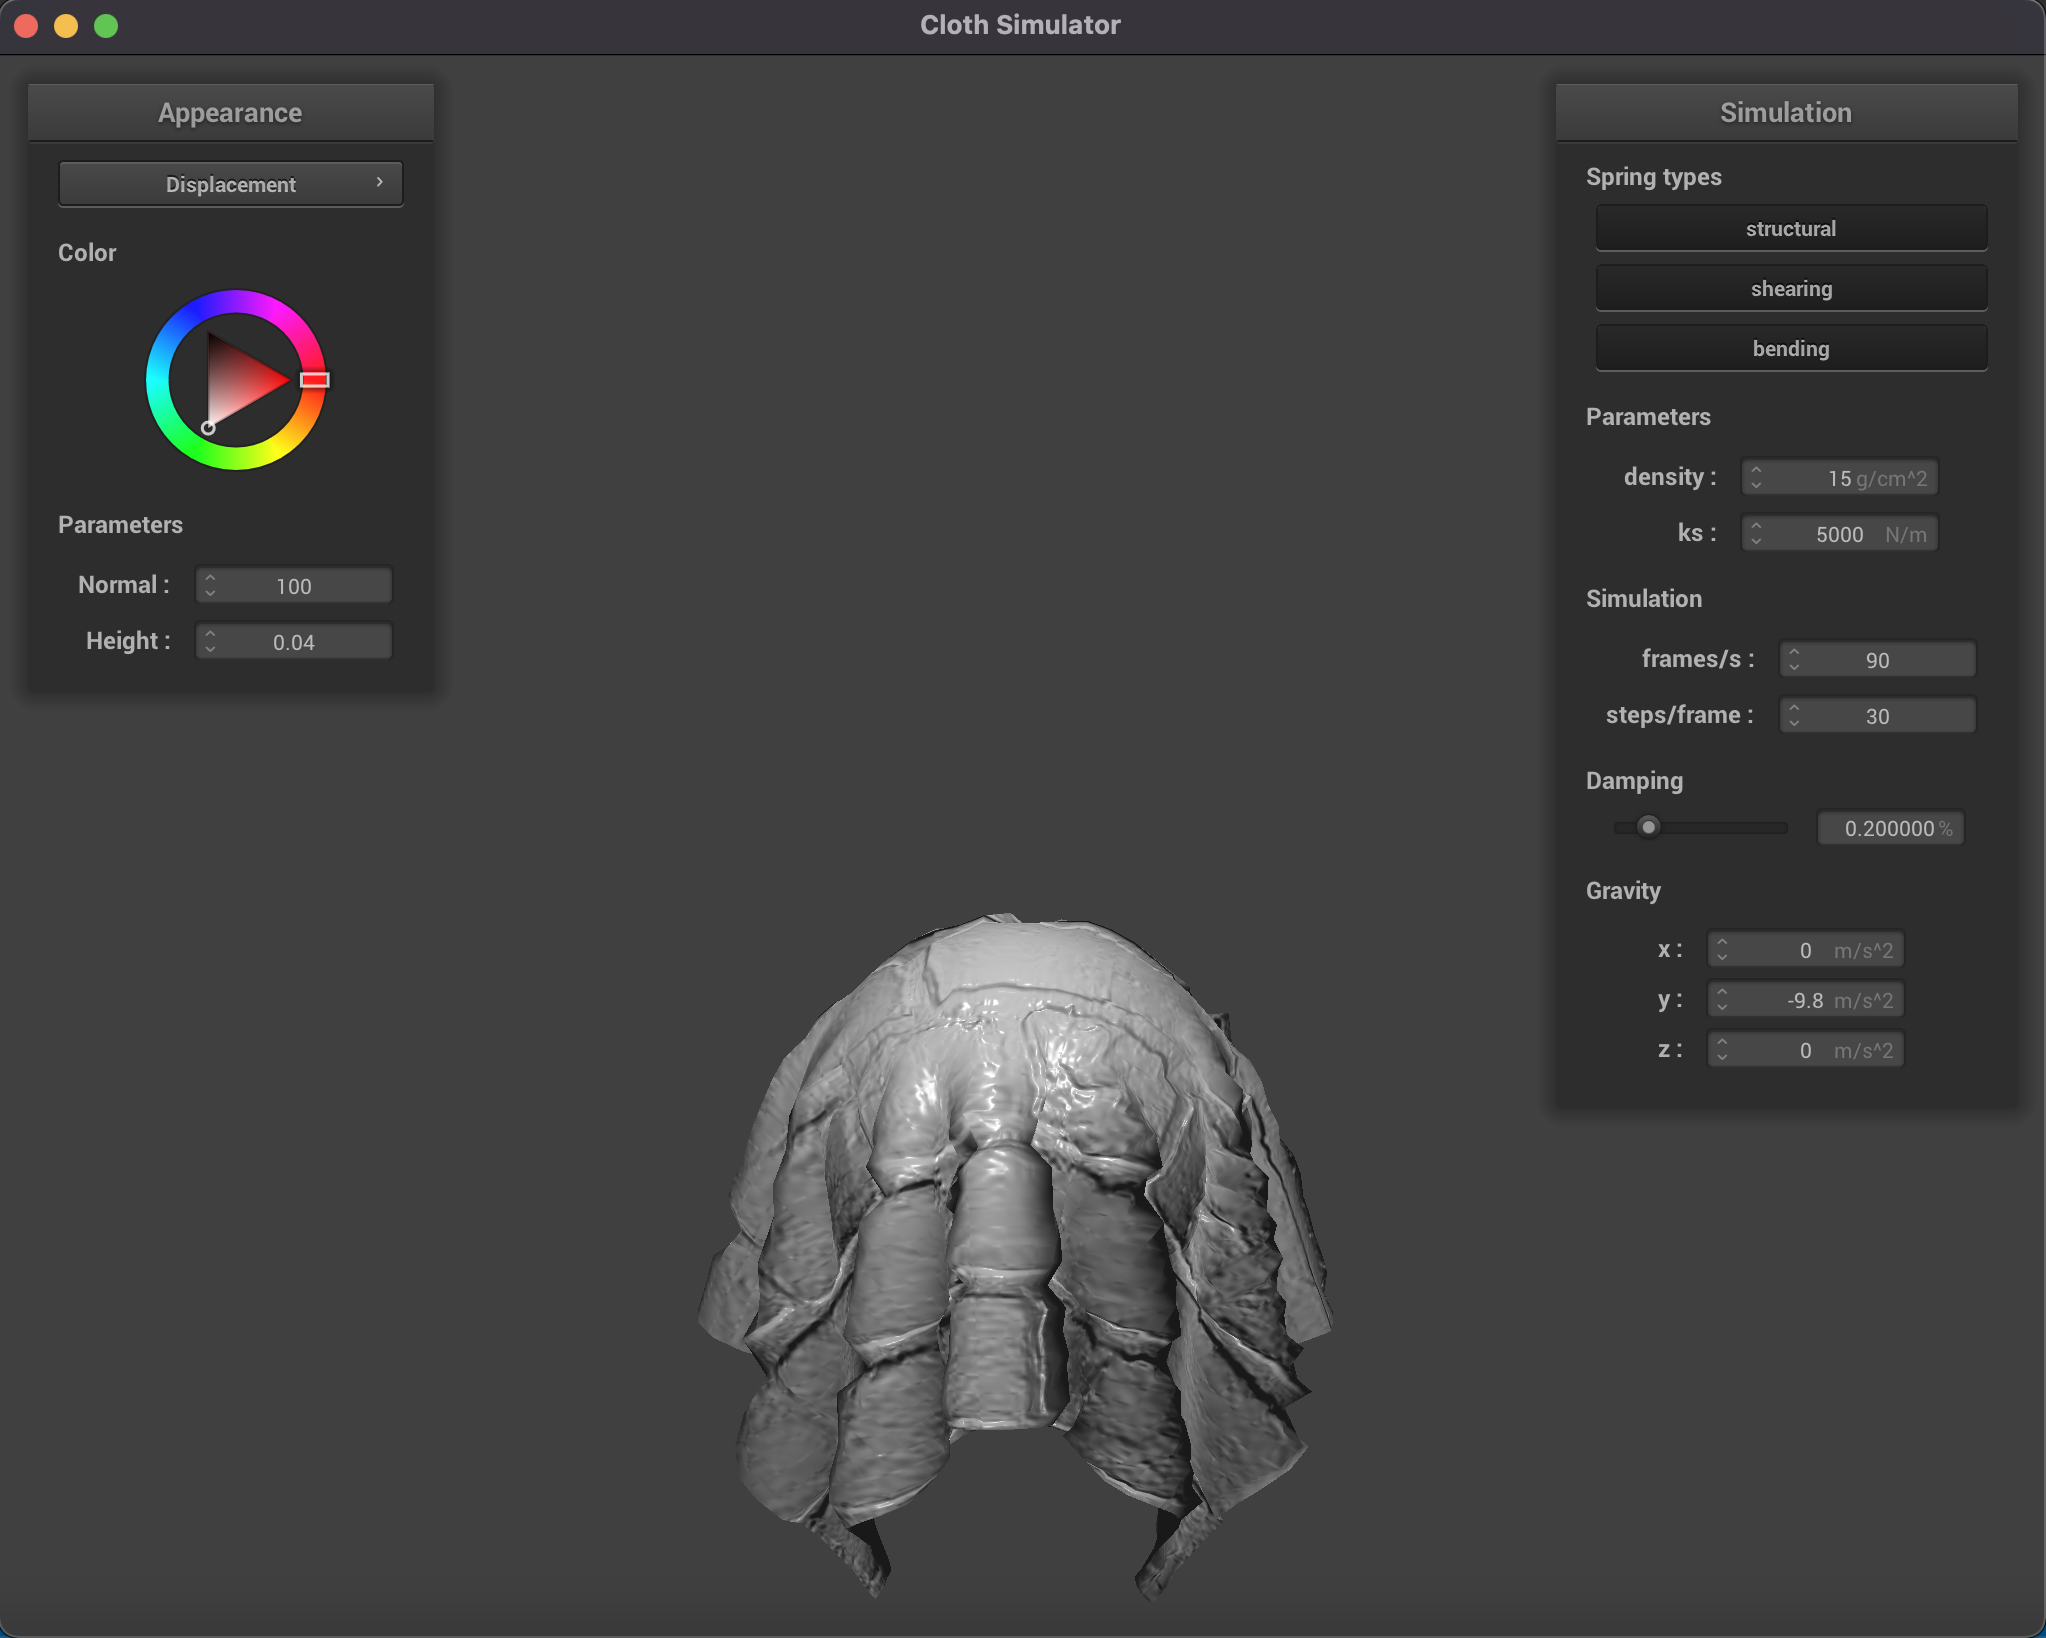 Cloth Simulator
Appearance
Displacement
Color
Parameters
Normal : 100
Height : 0.04
Simulation
Spring types
structural
shearing
bending
Parameters
density : 15 g/cm^2
ks : 5000 N/m
Simulation
frames/s : 90
steps/frame : 30
Damping
0.200000 %
Gravity
x : 0 m/s^2
y : -9.8 m/s^2
z : 0 m/s^2